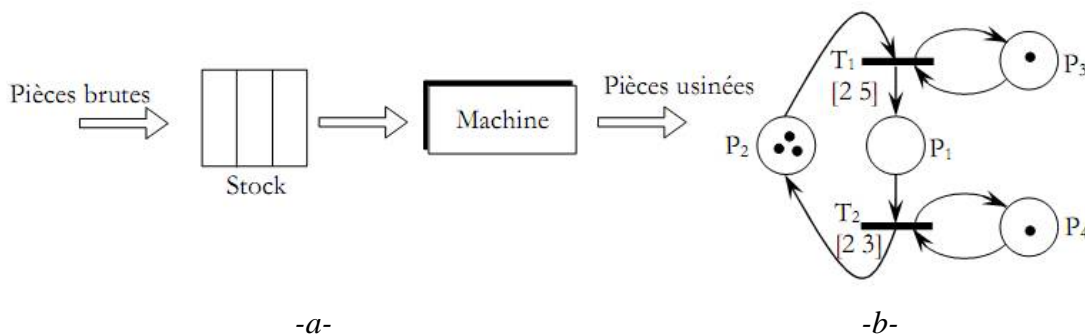 Pièces brutes
Stock
Machine
Pièces usinées
T1
[2 5]
P3
P2
P1
T2
[2 3]
P4
-a-
-b-